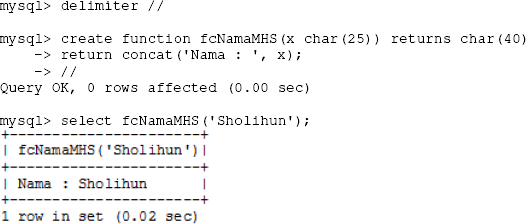 mysql> delimiter //
mysql> create function fcNamaMHS(x char(25)) returns char(40)
-> return concat('Nama : ', x);
-> //
Query OK, 0 rows affected (0.00 sec)
mysql> select fcNamaMHS('Sholihun');
+----------------------+
| fcNamaMHS('Sholihun')|
+----------------------+
| Nama : Sholihun      |
+----------------------+
1 row in set (0.02 sec)